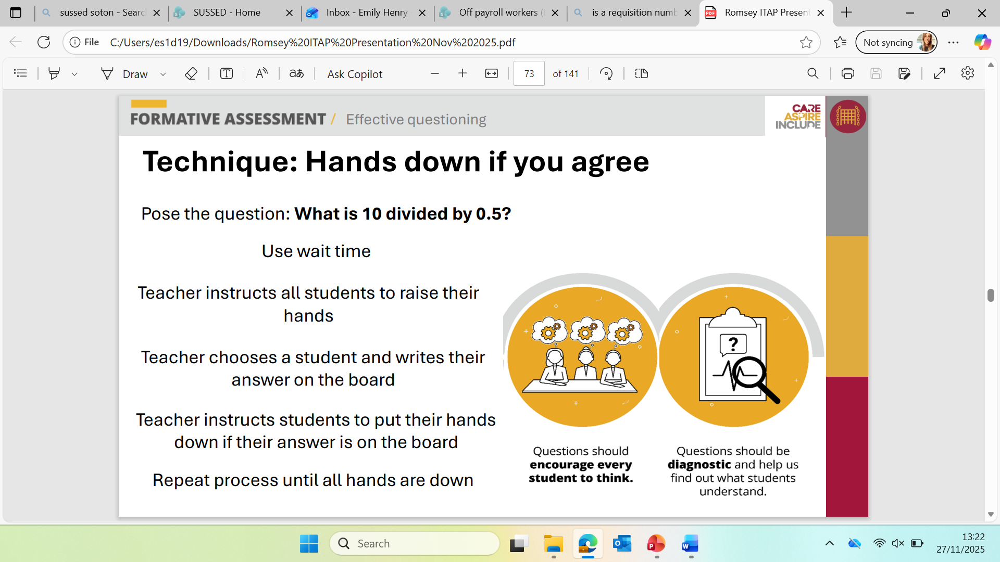 sussed soton - Searc
SUSSED - Home
Inbox - Emily Henry -
Off payroll workers (
is a requisition numb
Romsey ITAP Present
File C:/Users/es1d19/Downloads/Romsey%20ITAP%20Presentation%20Nov%202025.pdf
Not syncing
Draw
Ask Copilot
73 of 141
FORMATIVE ASSESSMENT / Effective questioning
CARE
ASPIRE
INCLUDE
Technique: Hands down if you agree
Pose the question: What is 10 divided by 0.5?
Use wait time
Teacher instructs all students to raise their
hands
Teacher chooses a student and writes their
answer on the board
Teacher instructs students to put their hands
down if their answer is on the board
Repeat process until all hands are down
?
Questions should
encourage every
student to think.
Questions should be
diagnostic and help us
find out what students
understand.
Search
13:22
27/11/2025